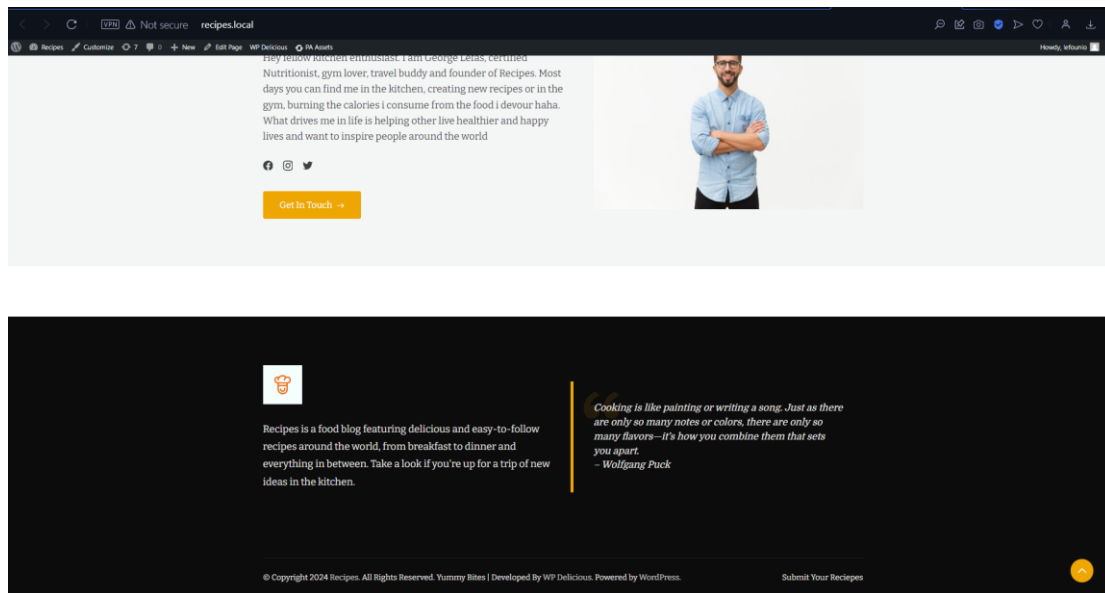 VPN Not secure recipes.local
Recipes Customize 7 0 + New Edit Page WP Delicious PA Assets Howdy, lefounio
Hey fellow kitchen enthusiast. I am George Lefas, certified
Nutritionist, gym lover, travel buddy and founder of Recipes. Most
days you can find me in the kitchen, creating new recipes or in the
gym, burning the calories i consume from the food i devour haha.
What drives me in life is helping other live healthier and happy
lives and want to inspire people around the world
Get In Touch →
Recipes is a food blog featuring delicious and easy-to-follow
recipes around the world, from breakfast to dinner and
everything in between. Take a look if you're up for a trip of new
ideas in the kitchen.
Cooking is like painting or writing a song. Just as there
are only so many notes or colors, there are only so
many flavors—it's how you combine them that sets
you apart.
– Wolfgang Puck
© Copyright 2024 Recipes. All Rights Reserved. Yummy Bites | Developed By WP Delicious. Powered by WordPress.
Submit Your Reciepes